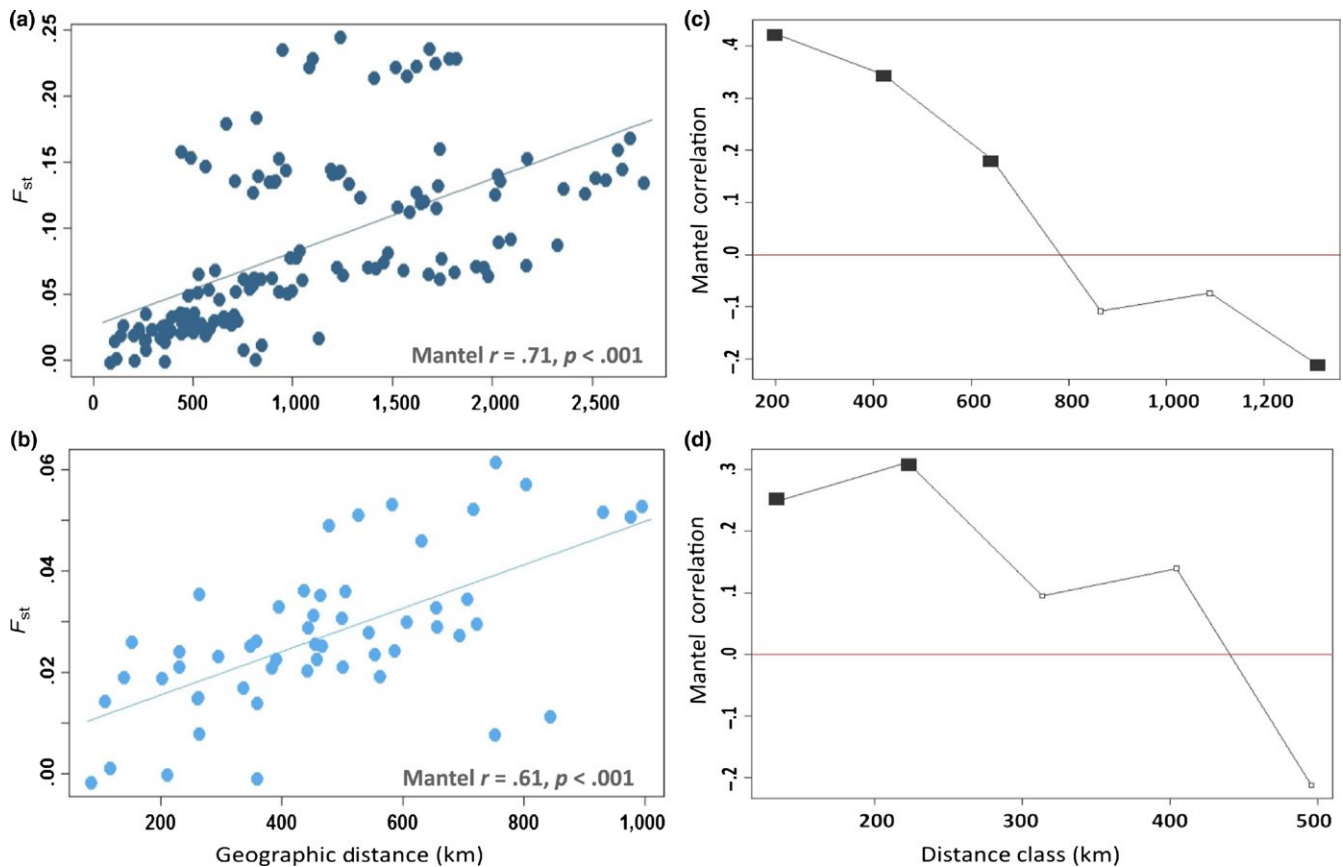 (a)
.25
.20
.15
.10
.05
.00
Fst
Mantel r = .71, p < .001
0 500 1,000 1,500 2,000 2,500
(c)
.4
.3
.2
.1
.0
-.1
-.2
Mantel correlation
200 400 600 800 1,000 1,200
(b)
.06
.04
.02
.00
Fst
Mantel r = .61, p < .001
200 400 600 800 1,000
Geographic distance (km)
(d)
.3
.2
.1
.0
-.1
-.2
Mantel correlation
200 300 400 500
Distance class (km)